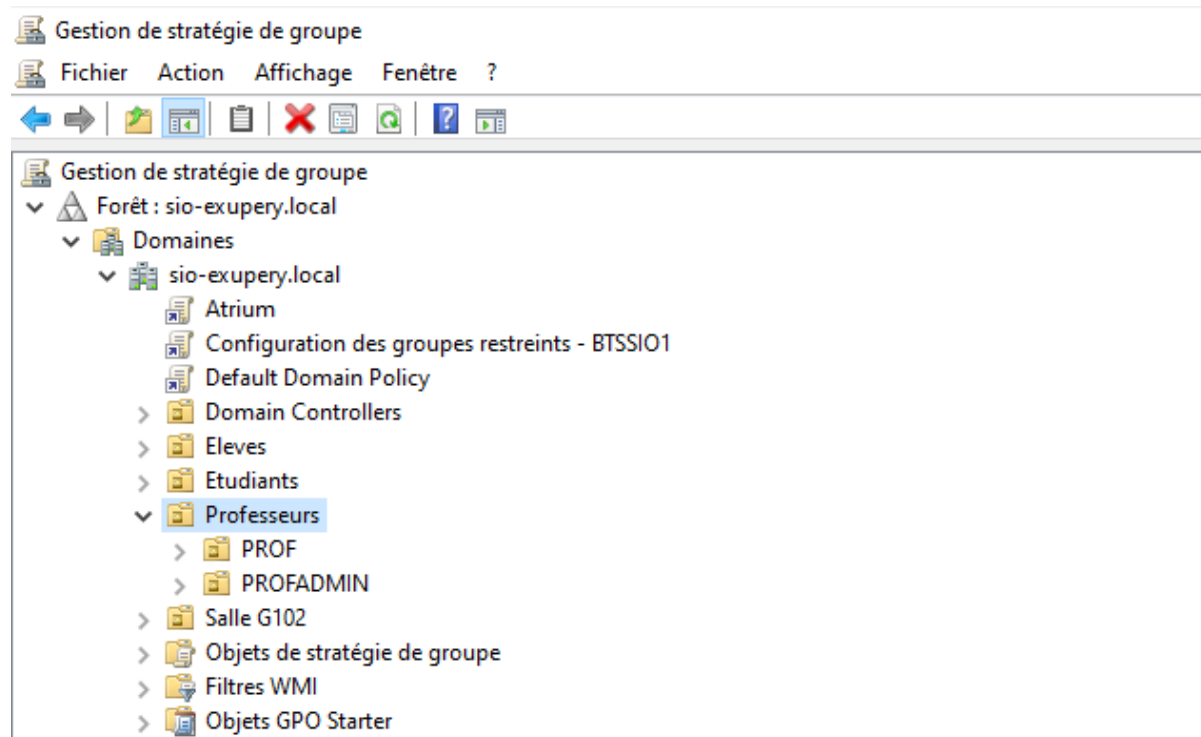 Gestion de stratégie de groupe
Fichier Action Affichage Fenêtre ?
Gestion de stratégie de groupe
Forêt : sio-exupery.local
Domaines
sio-exupery.local
Atrium
Configuration des groupes restreints - BTSSIO1
Default Domain Policy
Domain Controllers
Eleves
Etudiants
Professeurs
PROF
PROFADMIN
Salle G102
Objets de stratégie de groupe
Filtres WMI
Objets GPO Starter